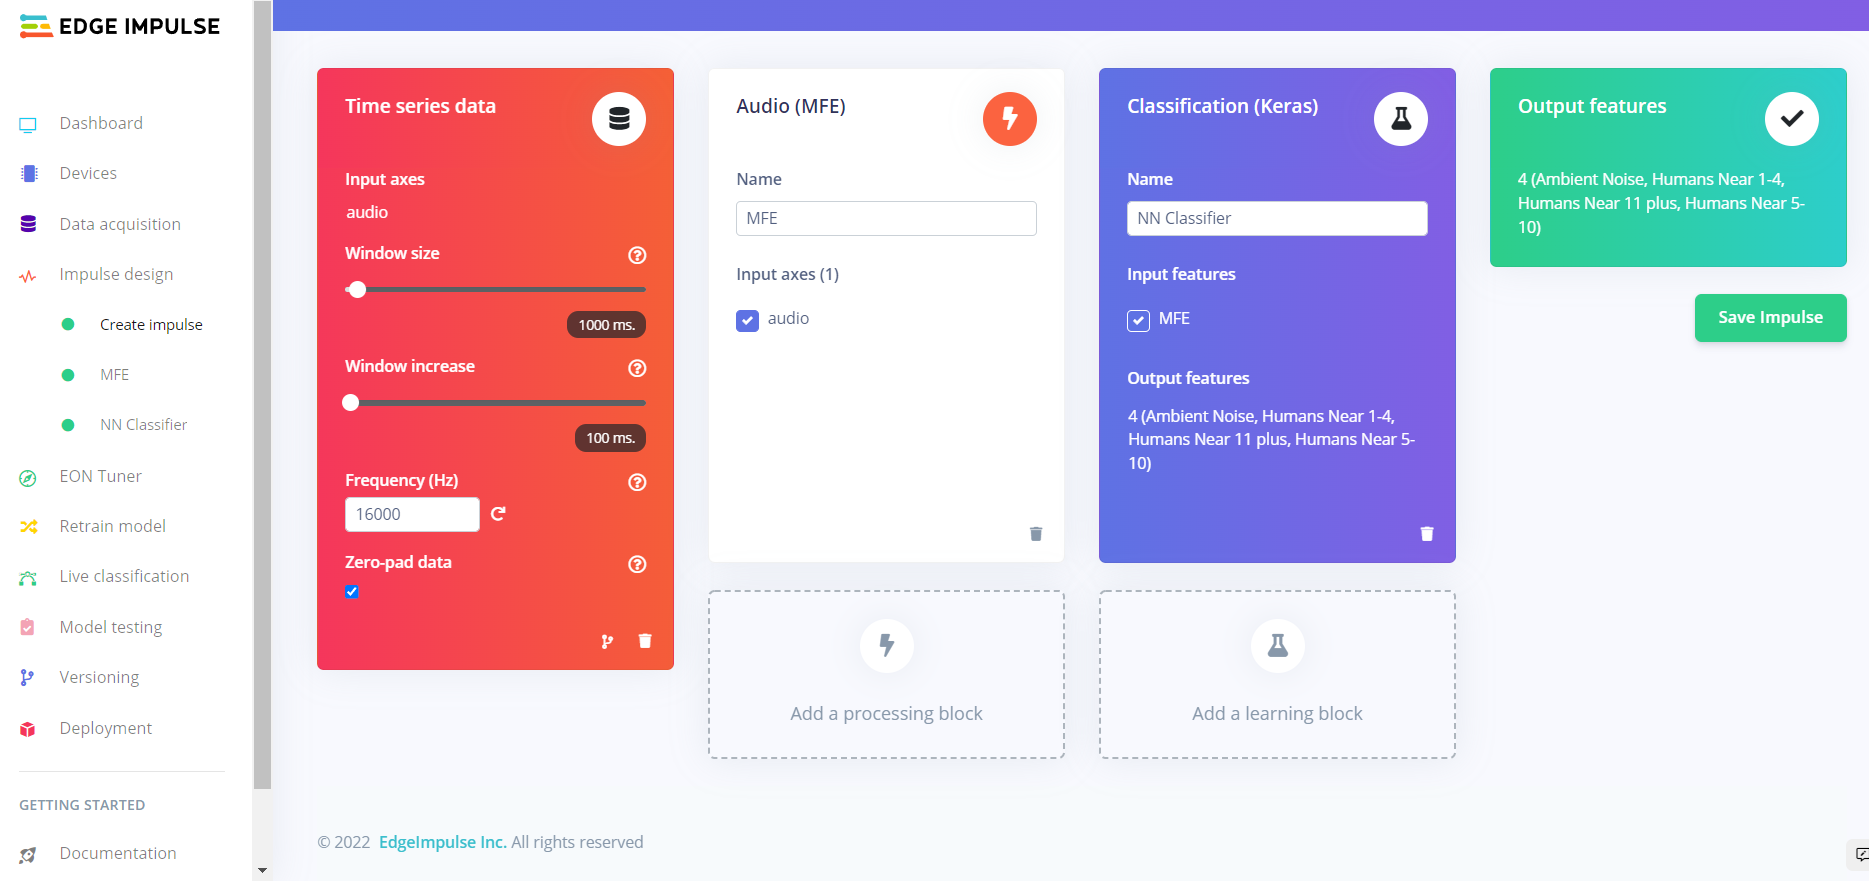 EDGE IMPULSE
Dashboard
Devices
Data acquisition
Impulse design
Create impulse
MFE
NN Classifier
EON Tuner
Retrain model
Live classification
Model testing
Versioning
Deployment
GETTING STARTED
Documentation
Time series data
Input axes
audio
Window size
1000 ms.
Window increase
100 ms.
Frequency (Hz)
16000
Zero-pad data
Audio (MFE)
Name
MFE
Input axes (1)
audio
Add a processing block
Classification (Keras)
Name
NN Classifier
Input features
MFE
Output features
4 (Ambient Noise, Humans Near 1-4,
Humans Near 11 plus, Humans Near 5-
10)
Add a learning block
Output features
4 (Ambient Noise, Humans Near 1-4,
Humans Near 11 plus, Humans Near 5-
10)
Save Impulse
© 2022 EdgeImpulse Inc. All rights reserved